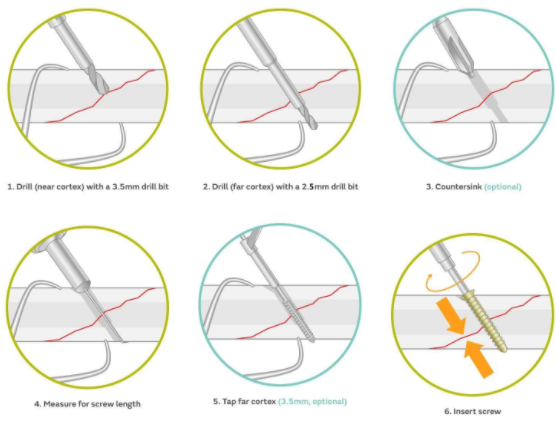 1. Drill (near cortex) with a 3.5mm drill bit
2. Drill (far cortex) with a 2.5mm drill bit
3. Countersink (optional)
4. Measure for screw length
5. Tap far cortex (3.5mm, optional)
6. Insert screw